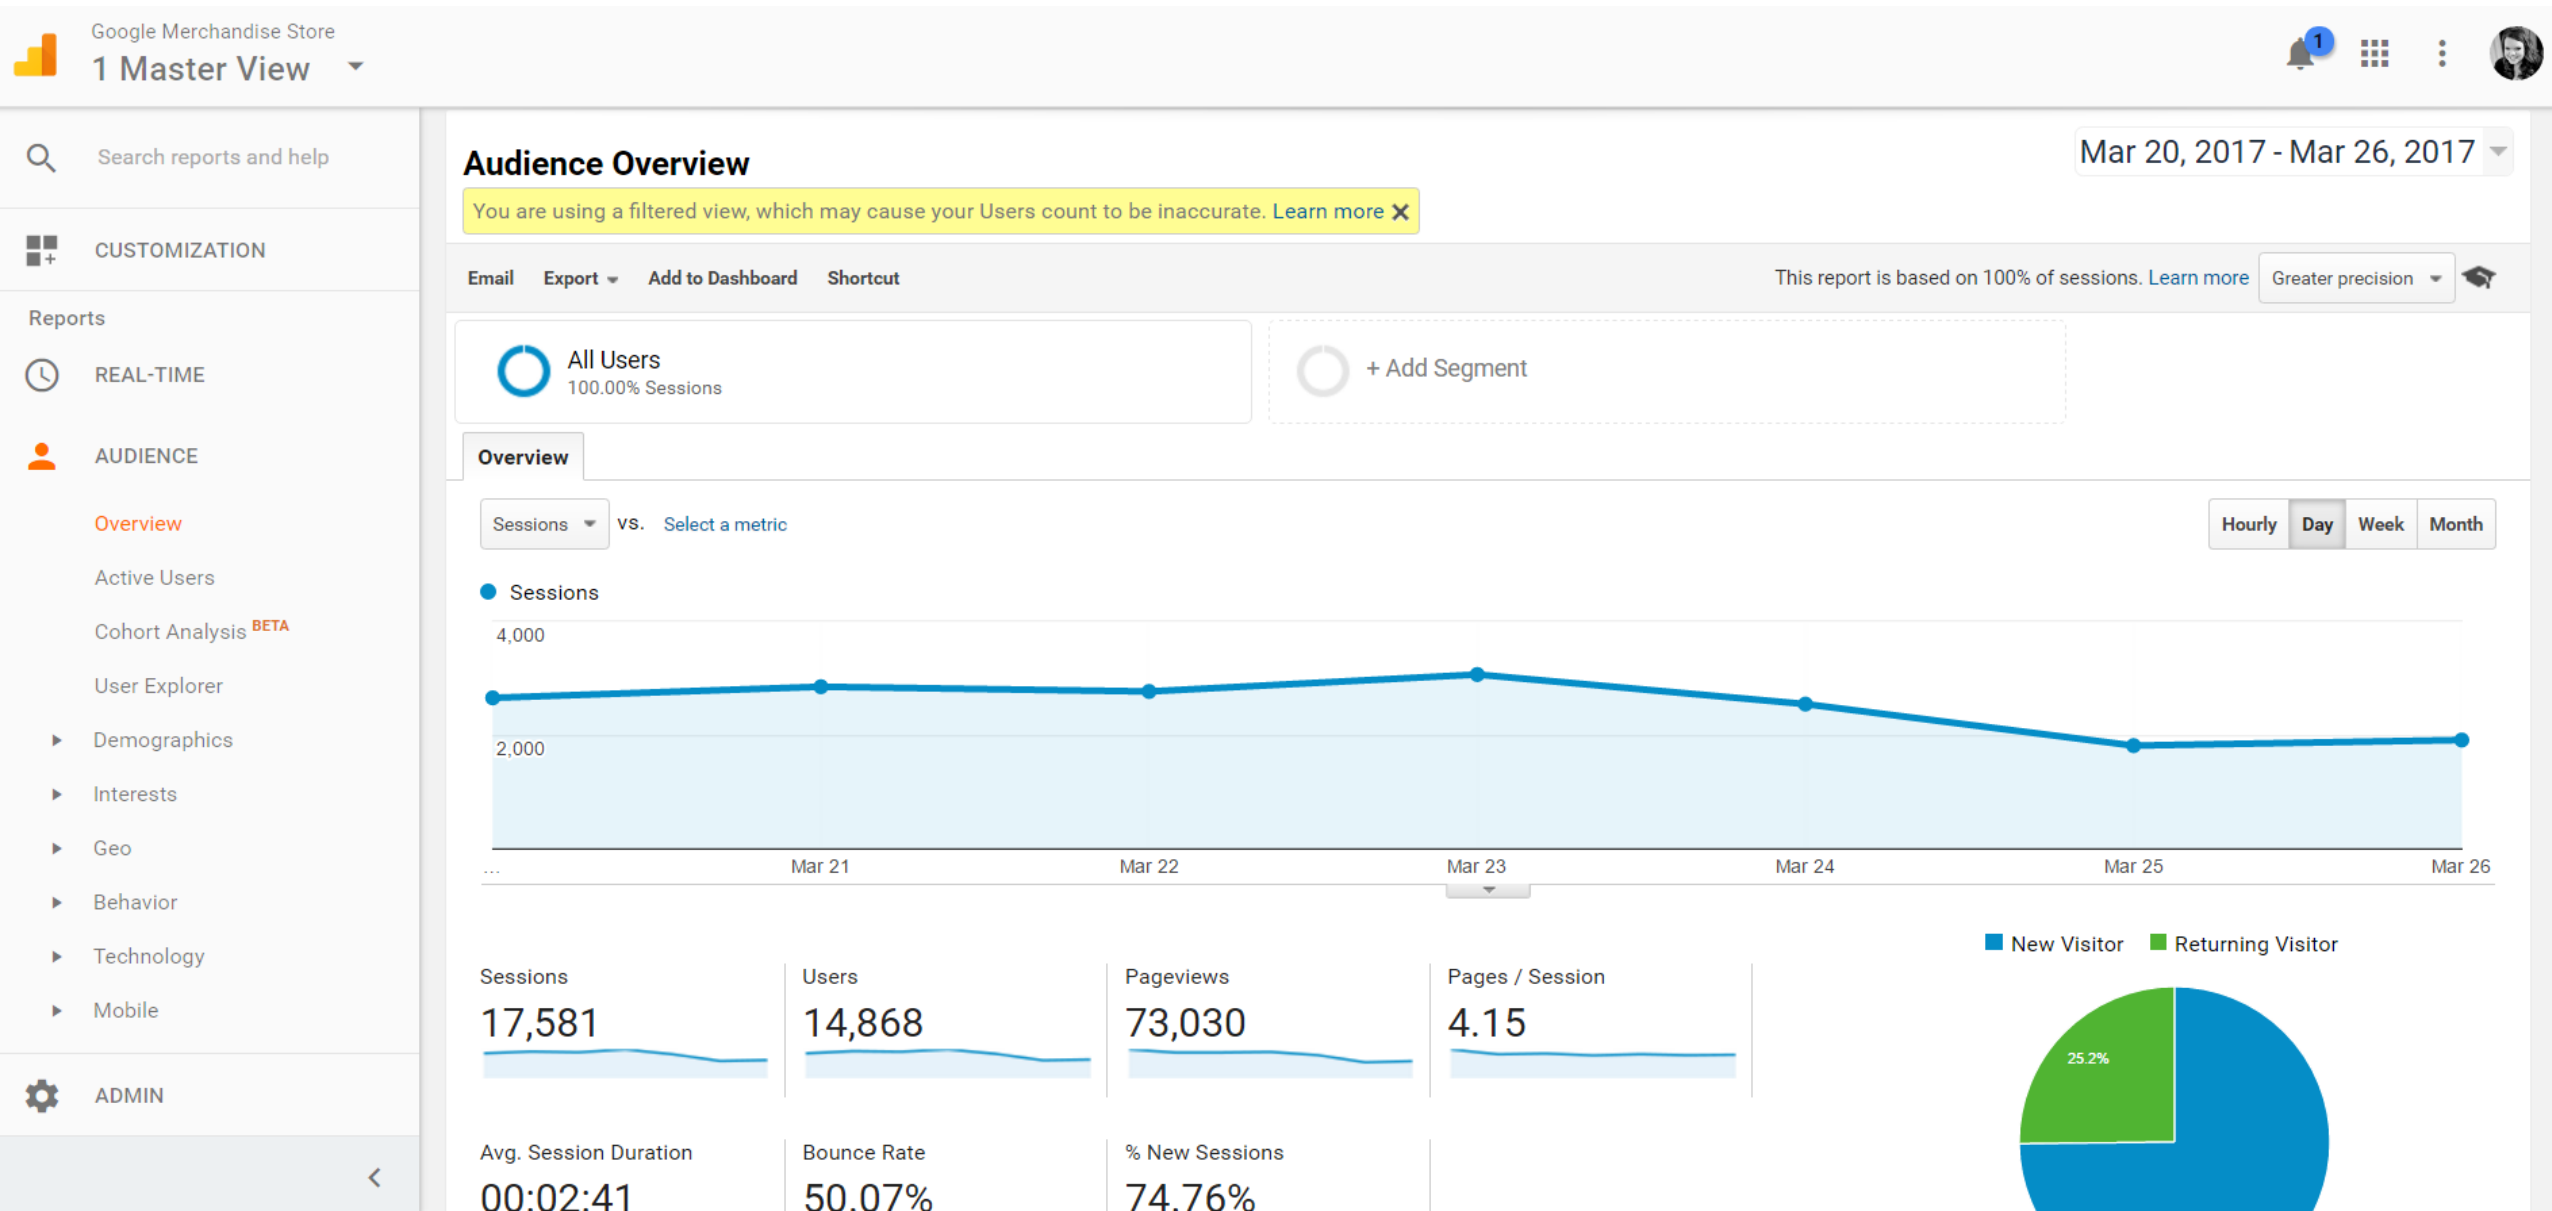 Google Merchandise Store
1 Master View
1
Search reports and help
CUSTOMIZATION
Reports
REAL-TIME
AUDIENCE
Overview
Active Users
Cohort Analysis BETA
User Explorer
Demographics
Interests
Geo
Behavior
Technology
Mobile
ADMIN
Audience Overview
Mar 20, 2017 - Mar 26, 2017
You are using a filtered view, which may cause your Users count to be inaccurate. Learn more
Email Export Add to Dashboard Shortcut
This report is based on 100% of sessions. Learn more Greater precision
All Users
100.00% Sessions
+ Add Segment
Overview
Sessions vs. Select a metric
Hourly Day Week Month
Sessions
4,000
2,000
... Mar 21 Mar 22 Mar 23 Mar 24 Mar 25 Mar 26
New Visitor Returning Visitor
Sessions Users Pageviews Pages / Session
17,581 14,868 73,030 4.15
25.2%
Avg. Session Duration Bounce Rate % New Sessions
00:02:41 50.07% 74.76%